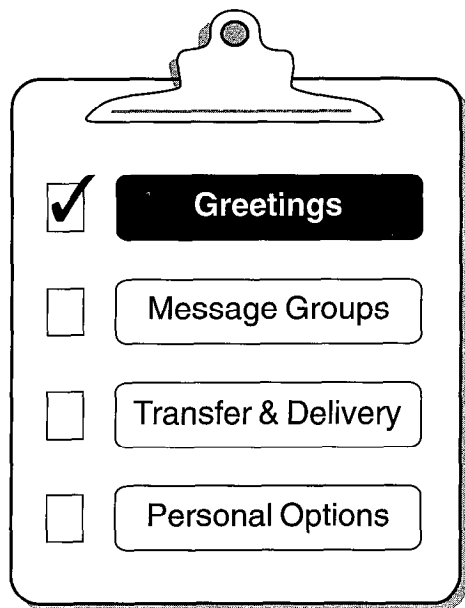 Greetings
Message Groups
Transfer & Delivery
Personal Options